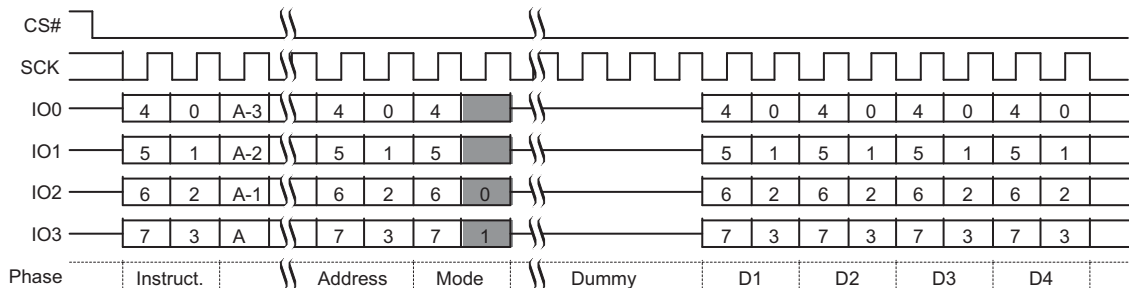 CS#
SCK
IO0 4 0 A-3 4 0 4 4 0 4 0 4 0 4 0
IO1 5 1 A-2 5 1 5 5 1 5 1 5 1 5 1
IO2 6 2 A-1 6 2 6 0 6 2 6 2 6 2 6 2
IO3 7 3 A 7 3 7 1 7 3 7 3 7 3 7 3
Phase Instruct. Address Mode Dummy D1 D2 D3 D4